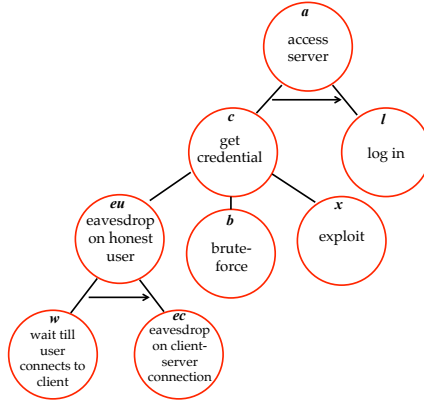 a
access
server
c
get
credential
l
log in
eu
eavesdrop
on honest
user
b
brute-
force
x
exploit
w
wait till
user
connects to
client
ec
eavesdrop
on client-
server
connection